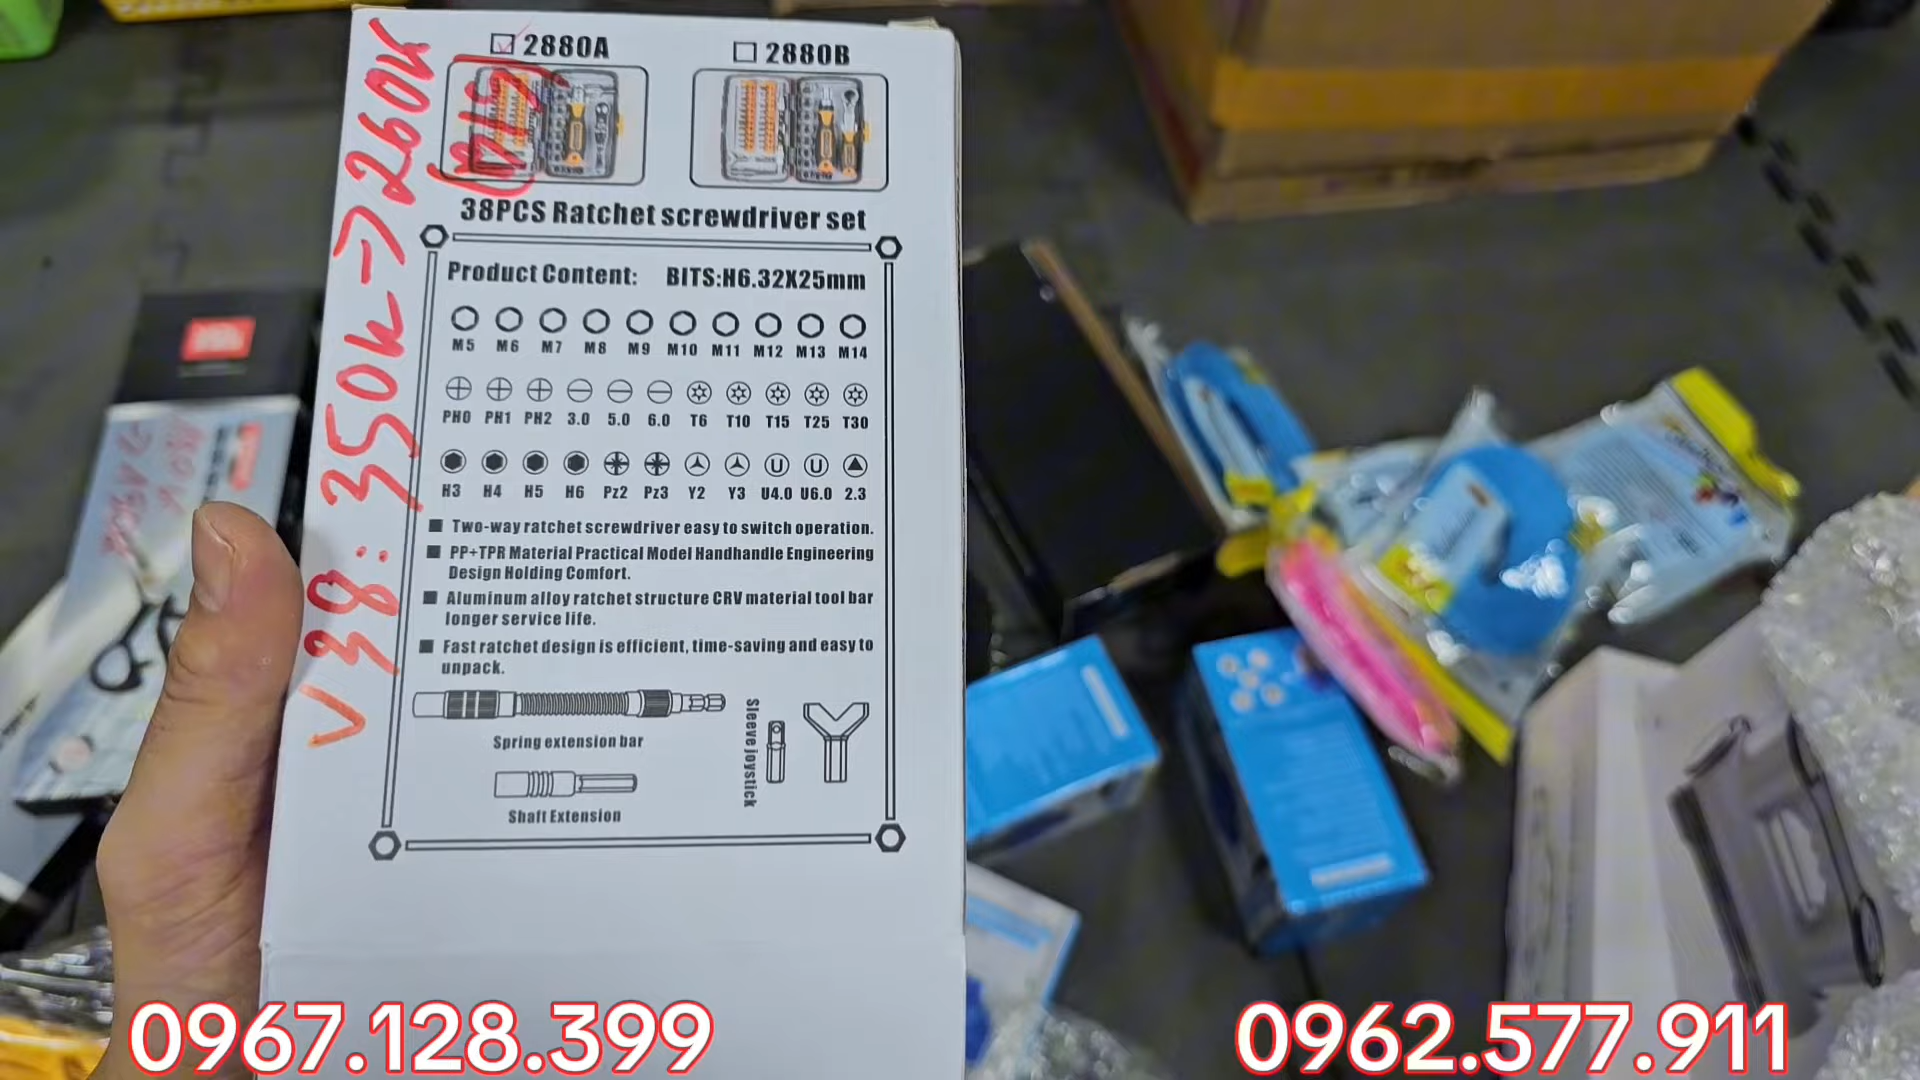 2880A
2880B
38PCS Ratchet screwdriver set
Product Content: BITS:H6.32X25mm
M5 M6 M7 M8 M9 M10 M11 M12 M13 M14
PH0 PH1 PH2 3.0 5.0 6.0 T6 T10 T15 T25 T30
U U
H3 H4 H5 H6 Pz2 Pz3 Y2 Y3 U4.0 U6.0 2.3
Two-way ratchet screwdriver easy to switch operation.
PP+TPR Material Practical Model Handhandle Engineering
Design Holding Comfort.
Aluminum alloy ratchet structure CRV material tool bar
longer service life.
Fast ratchet design is efficient, time-saving and easy to
unpack.
Spring extension bar
Sleeve joystick
Shaft Extension
V38: 350k → 260k
0967.128.399
0962.577.911